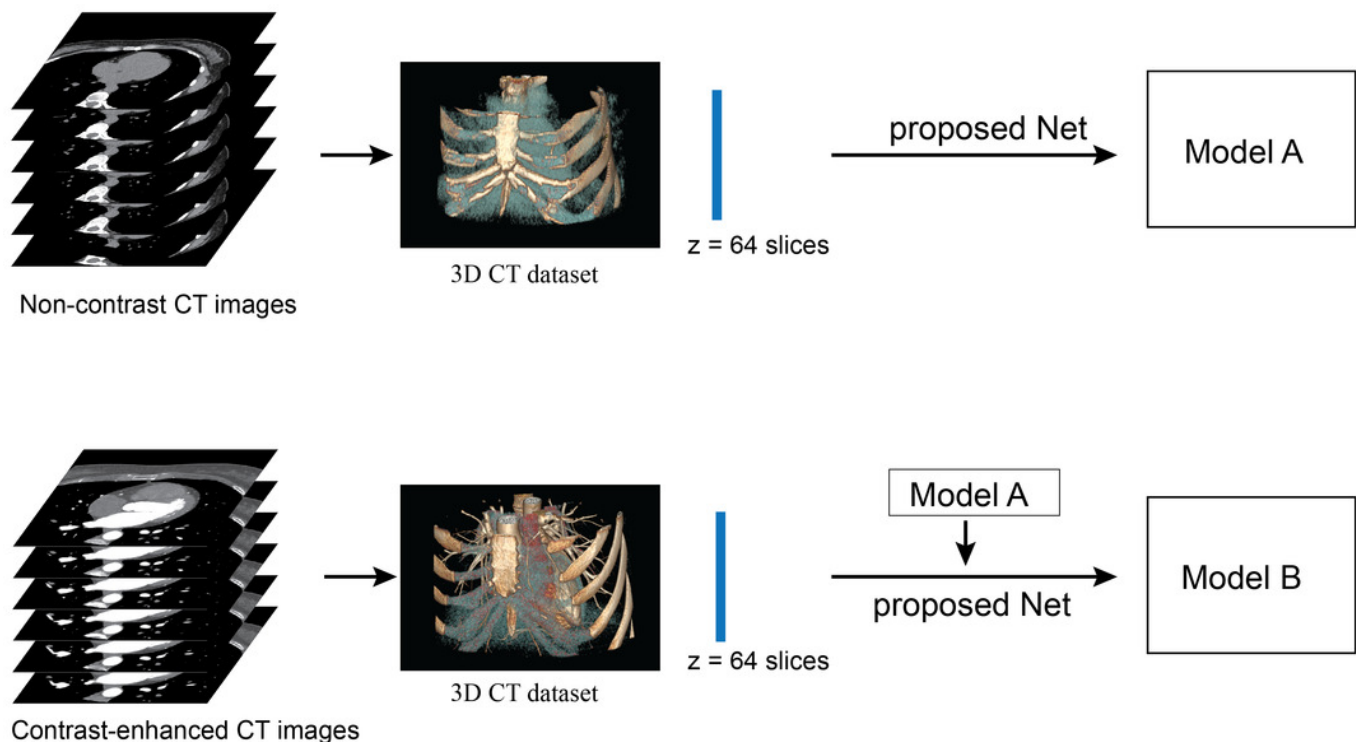 proposed Net
Model A
z = 64 slices
3D CT dataset
Non-contrast CT images
Model A
proposed Net
Model B
z = 64 slices
3D CT dataset
Contrast-enhanced CT images